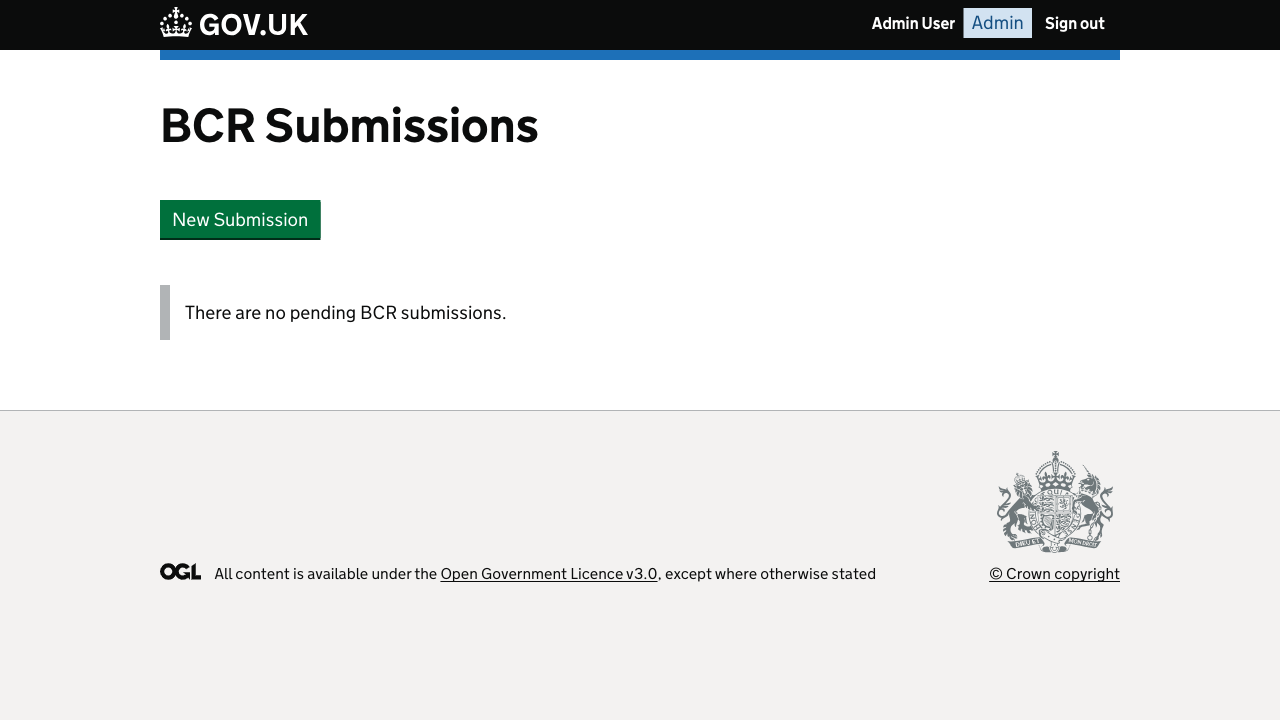 GOV.UK
Admin User Admin Sign out
BCR Submissions
New Submission
There are no pending BCR submissions.
OGL All content is available under the Open Government Licence v3.0, except where otherwise stated
© Crown copyright